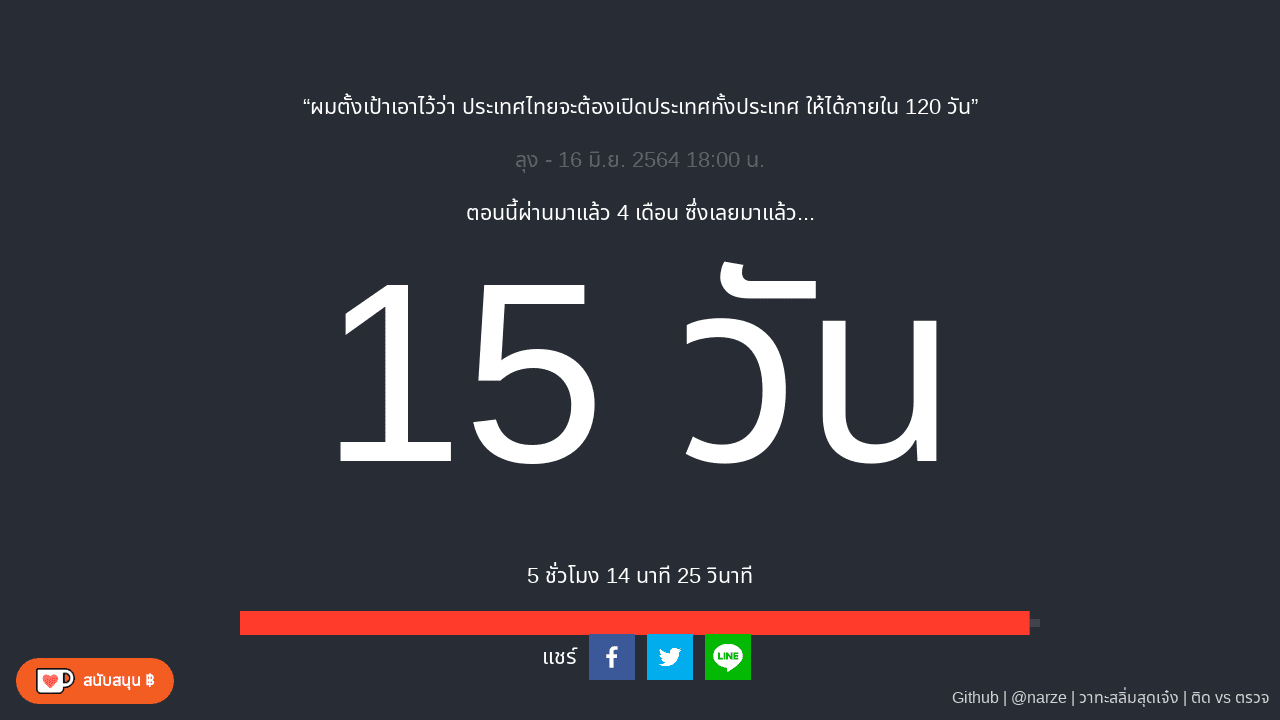 “ผมตั้งเป้าเอาไว้ว่า ประเทศไทยจะต้องเปิดประเทศทั้งประเทศ ให้ได้ภายใน 120 วัน”
ลุง - 16 มิ.ย. 2564 18:00 น.
ตอนนี้ผ่านมาแล้ว 4 เดือน ซึ่งเลยมาแล้ว...
15 วัน
5 ชั่วโมง 14 นาที 25 วินาที
แชร์
LINE
สนับสนุน ฿
Github | @narze | วาทะสลิ่มสุดเจ๋ง | ติด vs ตรวจ